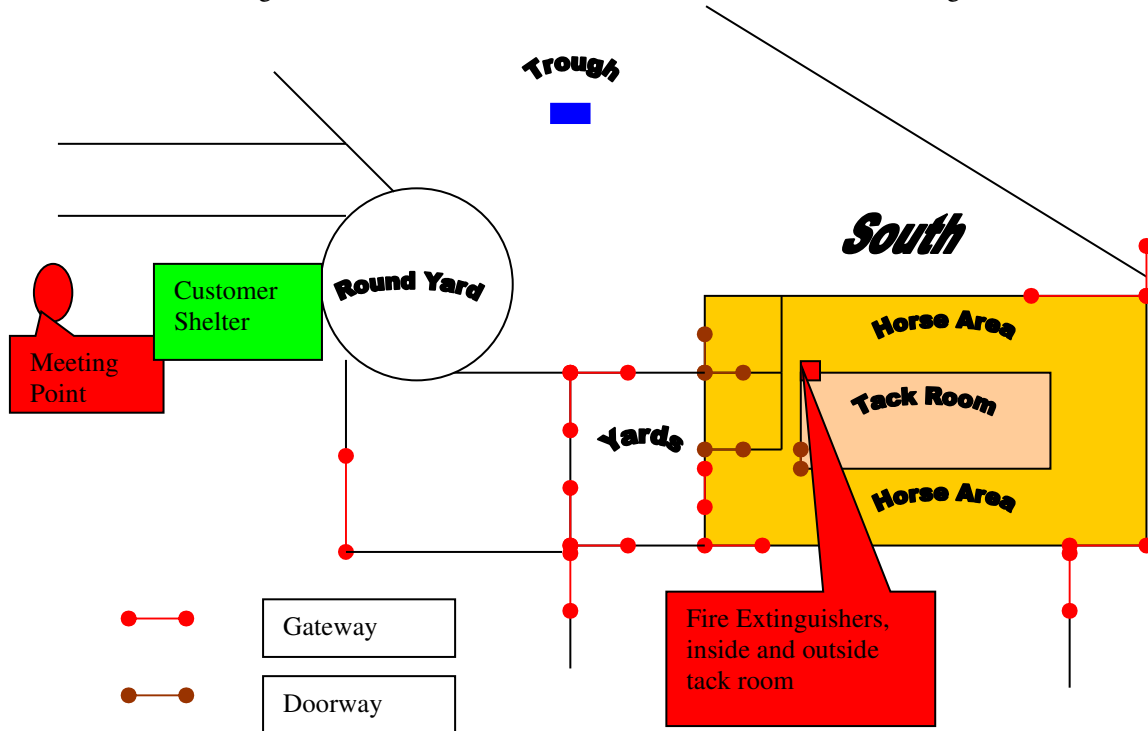 Trough
South
Customer
Shelter
Round Yard
Horse Area
Meeting
Point
Tack Room
Yards
Horse Area
Gateway
Fire Extinguishers,
inside and outside
tack room
Doorway